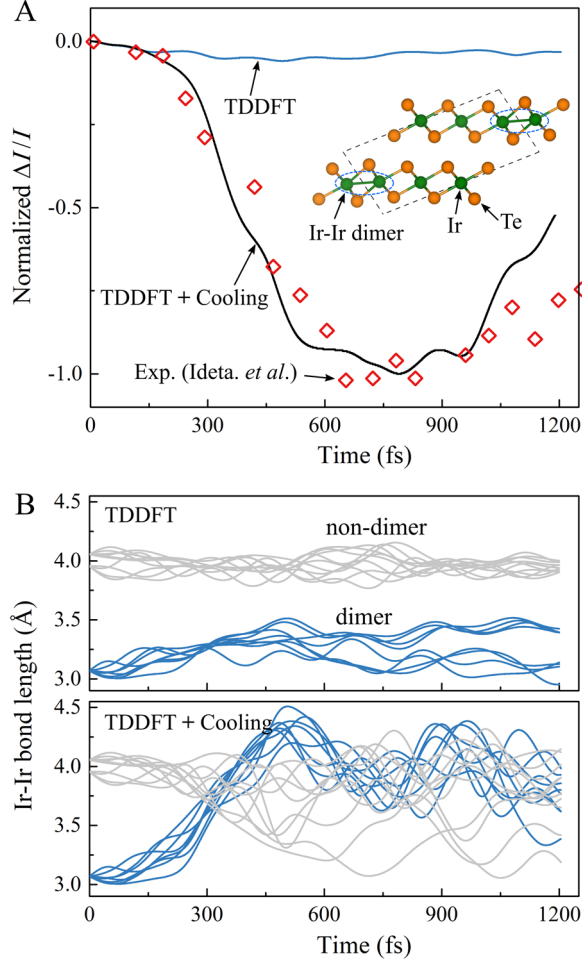 A
Normalized ΔI/I
0.0
-0.5
-1.0
TDDFT
Ir-Ir dimer
Ir
Te
TDDFT + Cooling
Exp. (Ideta. et al.)
0 300 600 900 1200
Time (fs)
B
Ir-Ir bond length (Å)
4.5
TDDFT
non-dimer
4.0
3.5
dimer
3.0
4.5
TDDFT + Cooling
4.0
3.5
3.0
0 300 600 900 1200
Time (fs)